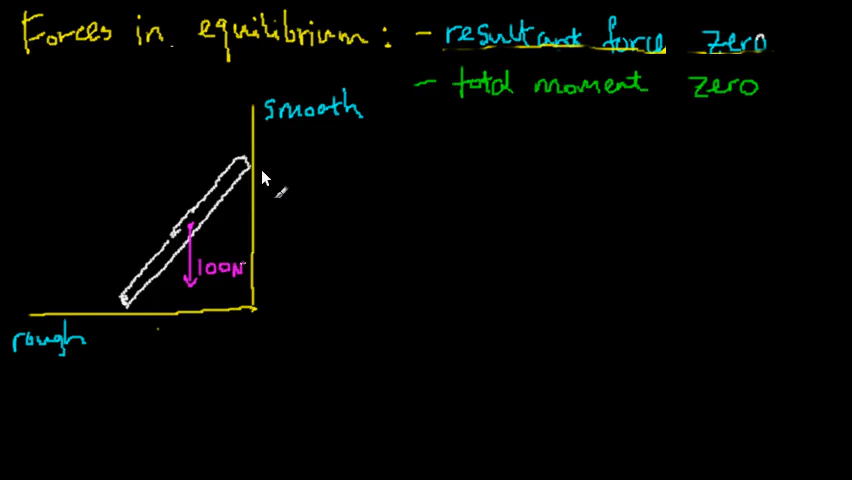 Forces in equilibrium: - resultant force zero
- total moment zero
smooth
100N
rough